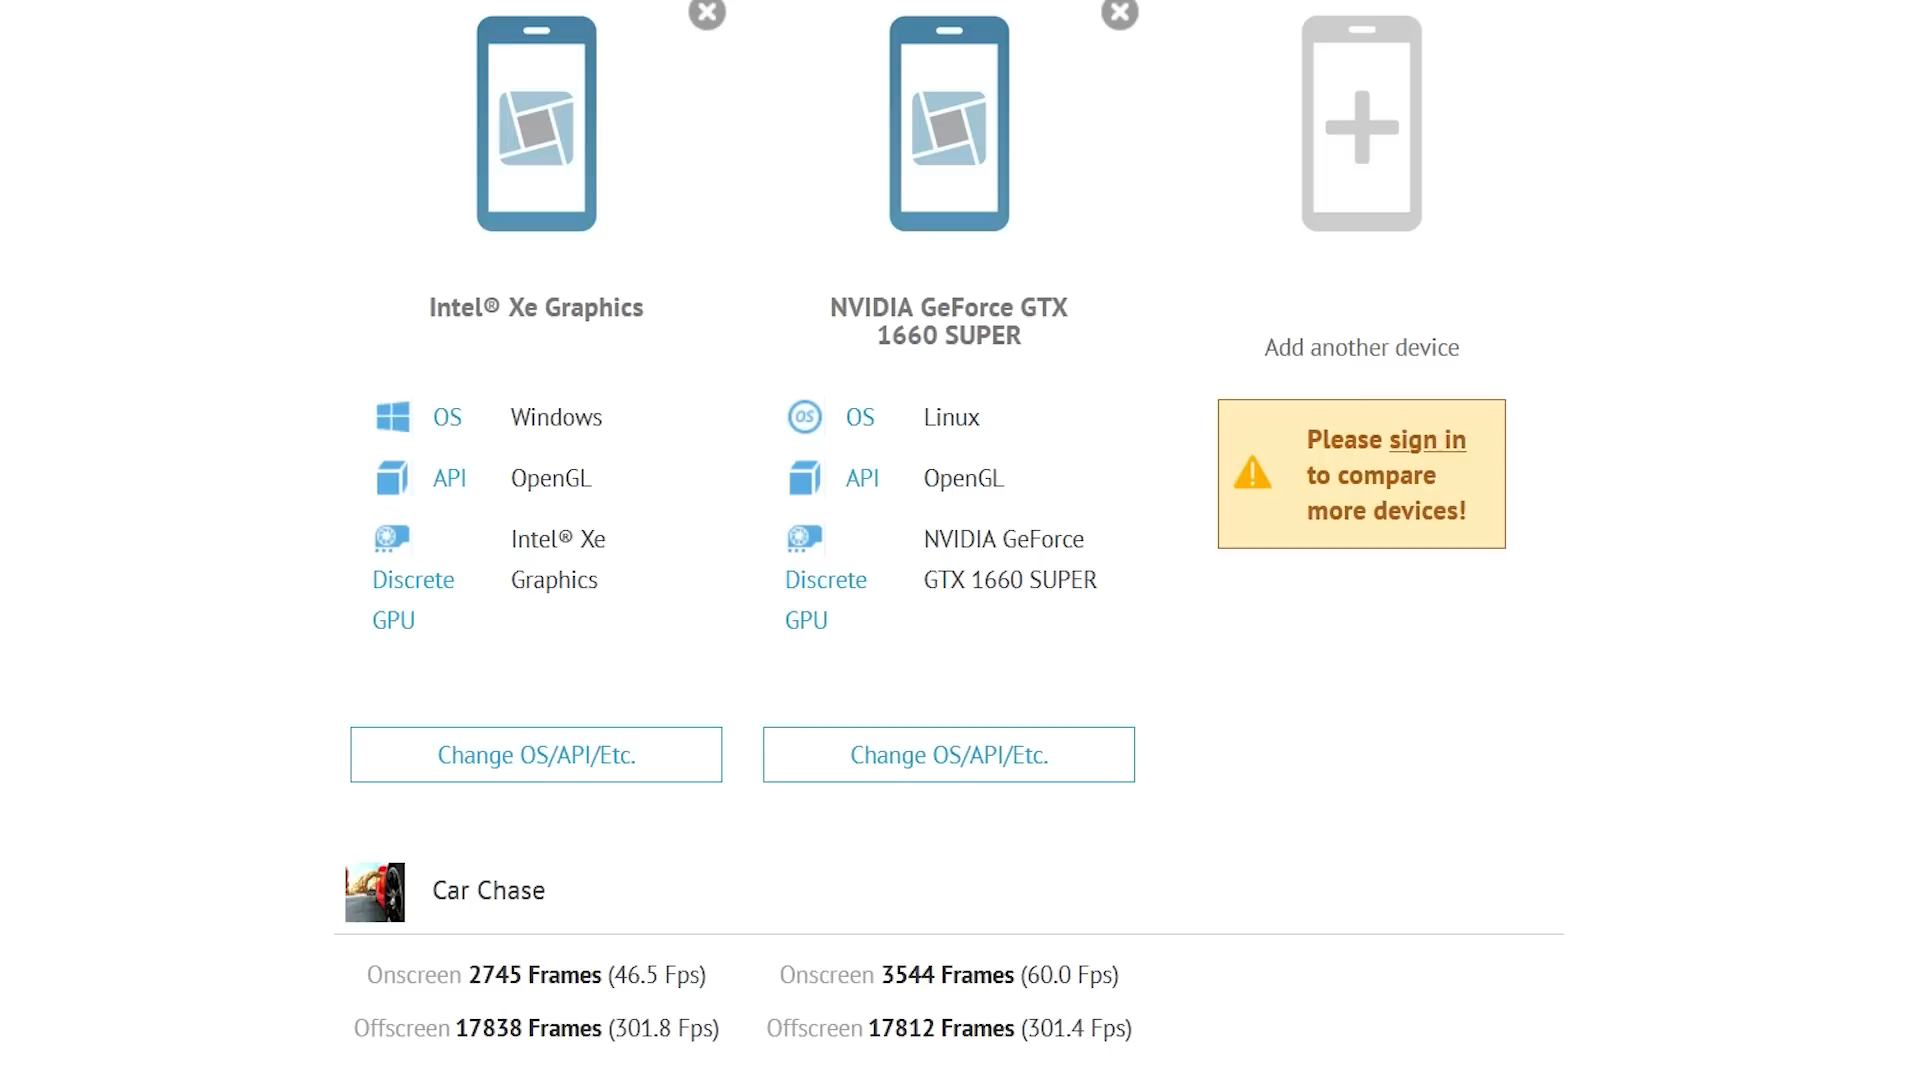 Intel® Xe Graphics
NVIDIA GeForce GTX
1660 SUPER
Add another device
OS Windows
API OpenGL
Intel® Xe
Discrete Graphics
GPU
OS Linux
API OpenGL
NVIDIA GeForce
Discrete GTX 1660 SUPER
GPU
Please sign in
to compare
more devices!
Change OS/API/Etc.
Change OS/API/Etc.
Car Chase
Onscreen 2745 Frames (46.5 Fps)
Onscreen 3544 Frames (60.0 Fps)
Offscreen 17838 Frames (301.8 Fps)
Offscreen 17812 Frames (301.4 Fps)